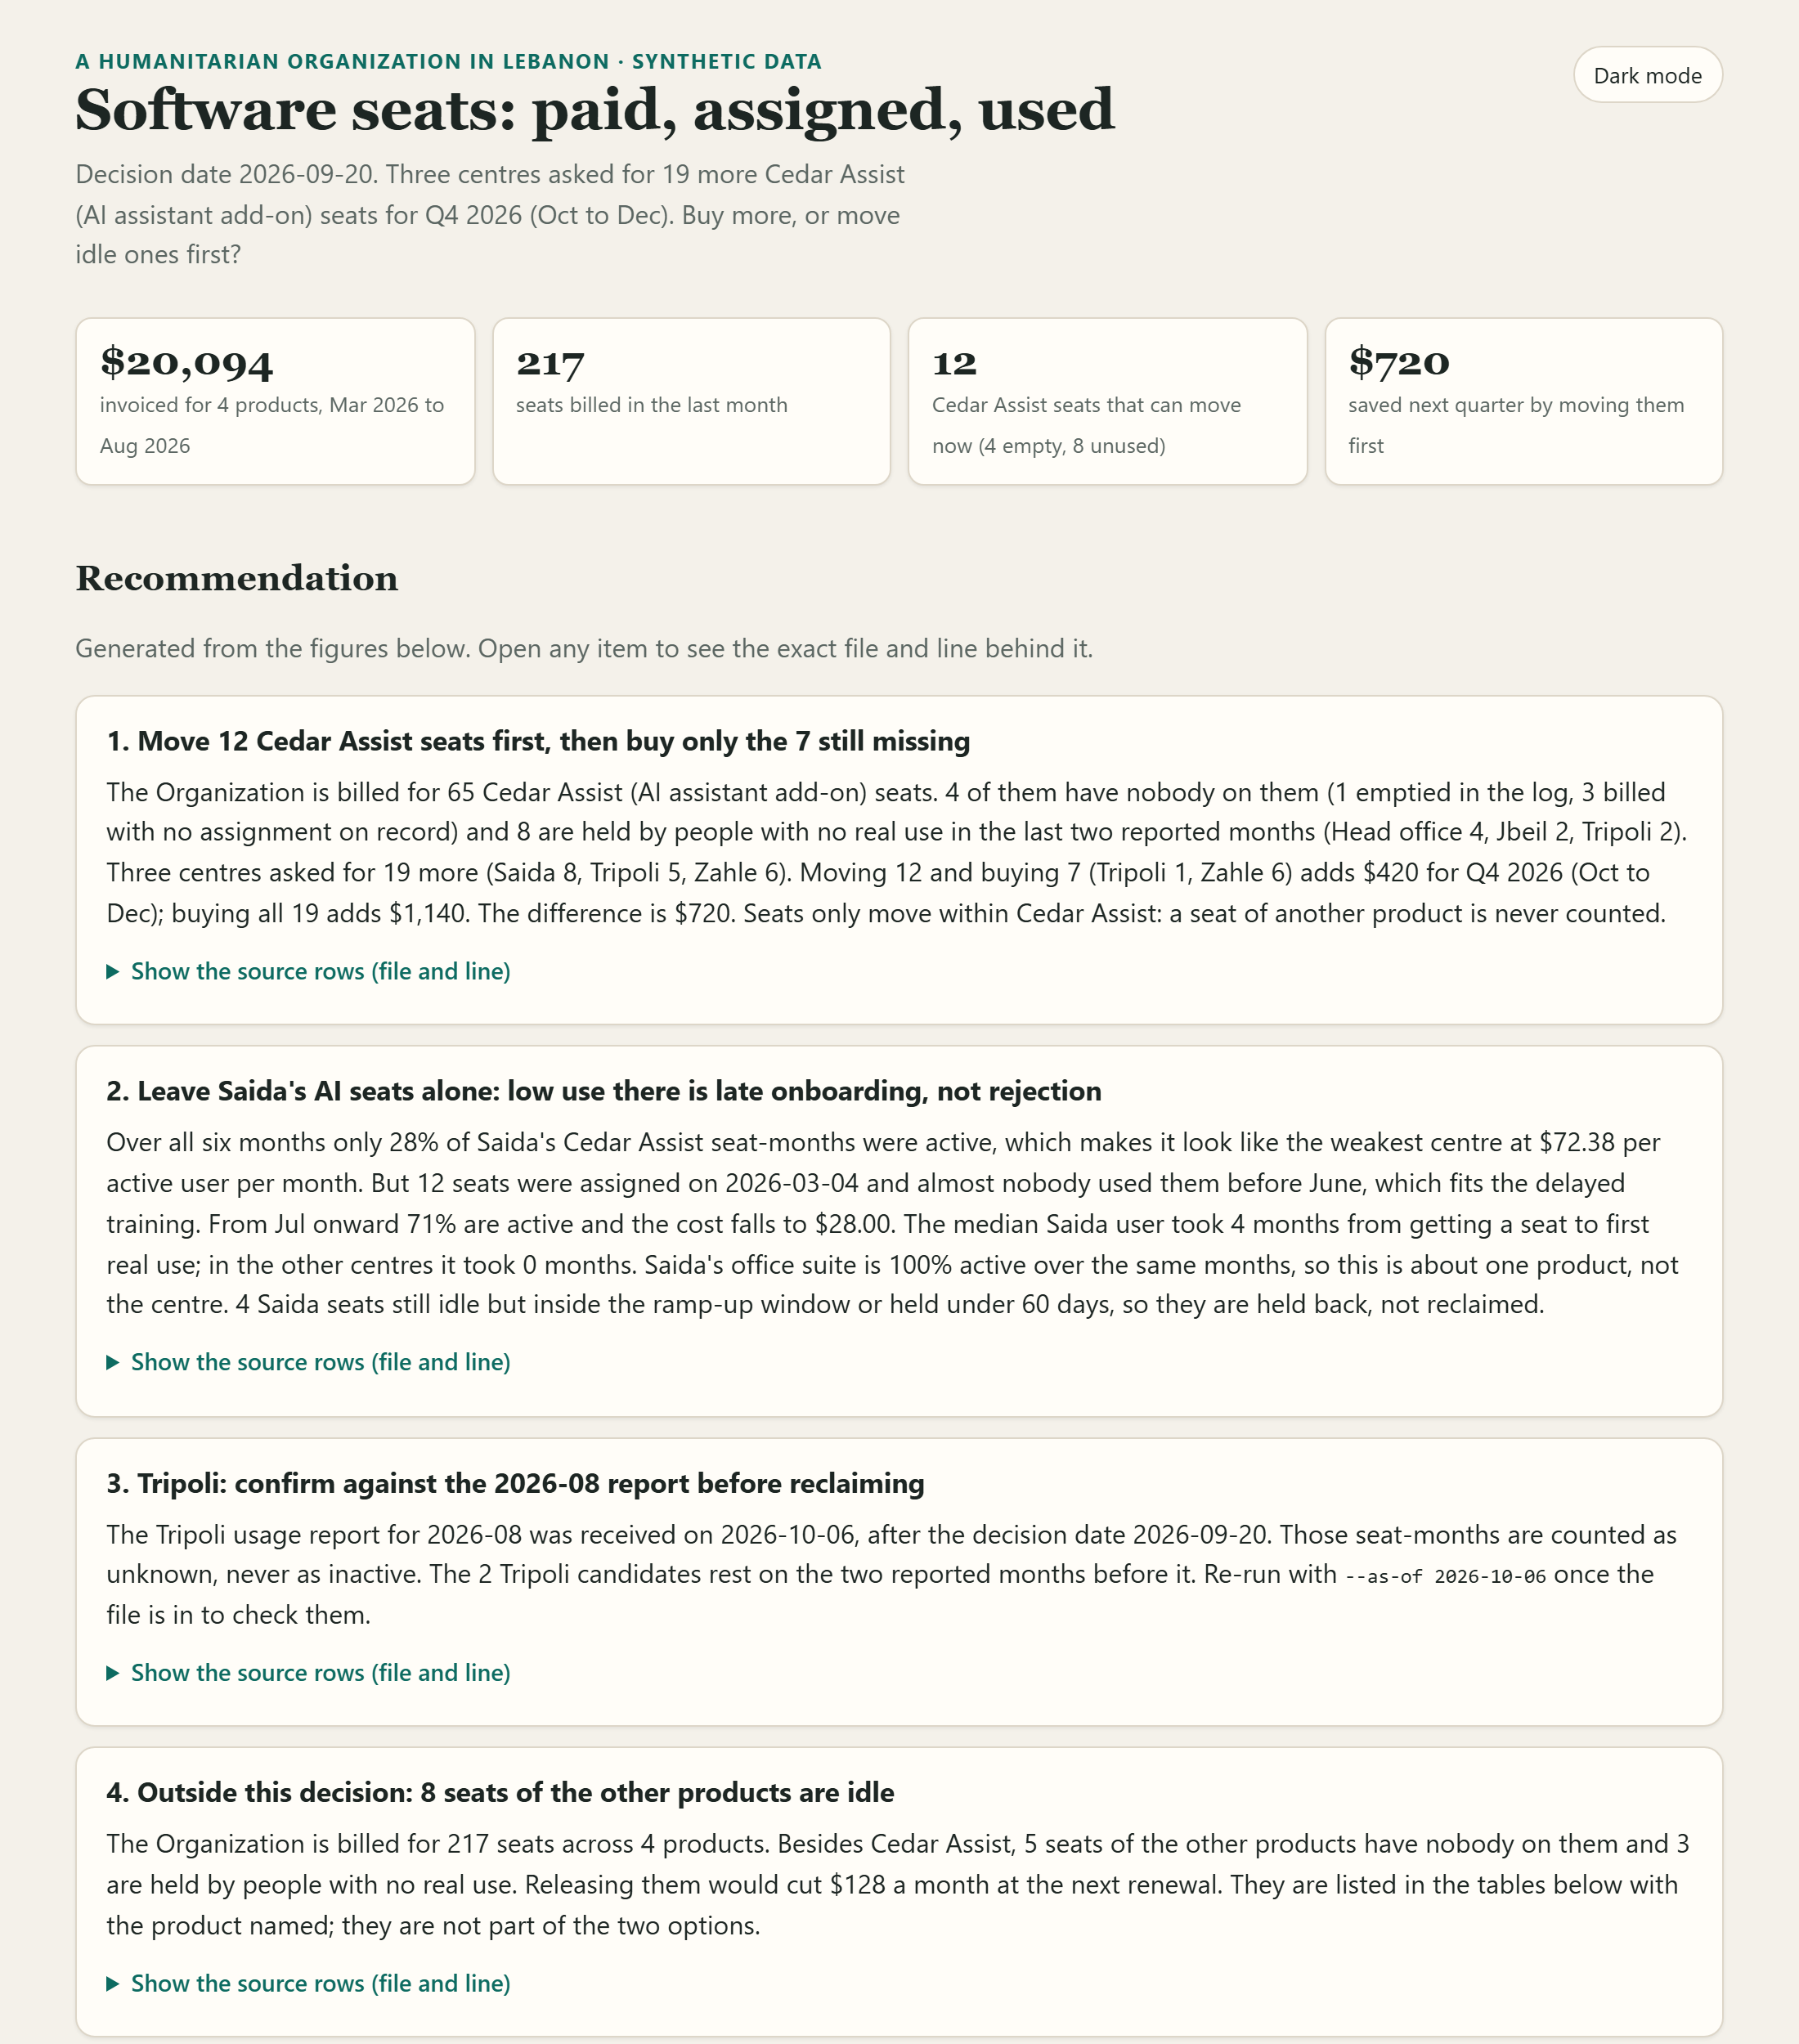 A HUMANITARIAN ORGANIZATION IN LEBANON · SYNTHETIC DATA
Dark mode
Software seats: paid, assigned, used
Decision date 2026-09-20. Three centres asked for 19 more Cedar Assist
(AI assistant add-on) seats for Q4 2026 (Oct to Dec). Buy more, or move
idle ones first?
$20,094
invoiced for 4 products, Mar 2026 to
Aug 2026
217
seats billed in the last month
12
Cedar Assist seats that can move
now (4 empty, 8 unused)
$720
saved next quarter by moving them
first
Recommendation
Generated from the figures below. Open any item to see the exact file and line behind it.
1. Move 12 Cedar Assist seats first, then buy only the 7 still missing
The Organization is billed for 65 Cedar Assist (AI assistant add-on) seats. 4 of them have nobody on them (1 emptied in the log, 3 billed
with no assignment on record) and 8 are held by people with no real use in the last two reported months (Head office 4, Jbeil 2, Tripoli 2).
Three centres asked for 19 more (Saida 8, Tripoli 5, Zahle 6). Moving 12 and buying 7 (Tripoli 1, Zahle 6) adds $420 for Q4 2026 (Oct to
Dec); buying all 19 adds $1,140. The difference is $720. Seats only move within Cedar Assist: a seat of another product is never counted.
▶ Show the source rows (file and line)
2. Leave Saida's AI seats alone: low use there is late onboarding, not rejection
Over all six months only 28% of Saida's Cedar Assist seat-months were active, which makes it look like the weakest centre at $72.38 per
active user per month. But 12 seats were assigned on 2026-03-04 and almost nobody used them before June, which fits the delayed
training. From Jul onward 71% are active and the cost falls to $28.00. The median Saida user took 4 months from getting a seat to first
real use; in the other centres it took 0 months. Saida's office suite is 100% active over the same months, so this is about one product, not
the centre. 4 Saida seats still idle but inside the ramp-up window or held under 60 days, so they are held back, not reclaimed.
▶ Show the source rows (file and line)
3. Tripoli: confirm against the 2026-08 report before reclaiming
The Tripoli usage report for 2026-08 was received on 2026-10-06, after the decision date 2026-09-20. Those seat-months are counted as
unknown, never as inactive. The 2 Tripoli candidates rest on the two reported months before it. Re-run with --as-of 2026-10-06 once the
file is in to check them.
▶ Show the source rows (file and line)
4. Outside this decision: 8 seats of the other products are idle
The Organization is billed for 217 seats across 4 products. Besides Cedar Assist, 5 seats of the other products have nobody on them and 3
are held by people with no real use. Releasing them would cut $128 a month at the next renewal. They are listed in the tables below with
the product named; they are not part of the two options.
▶ Show the source rows (file and line)